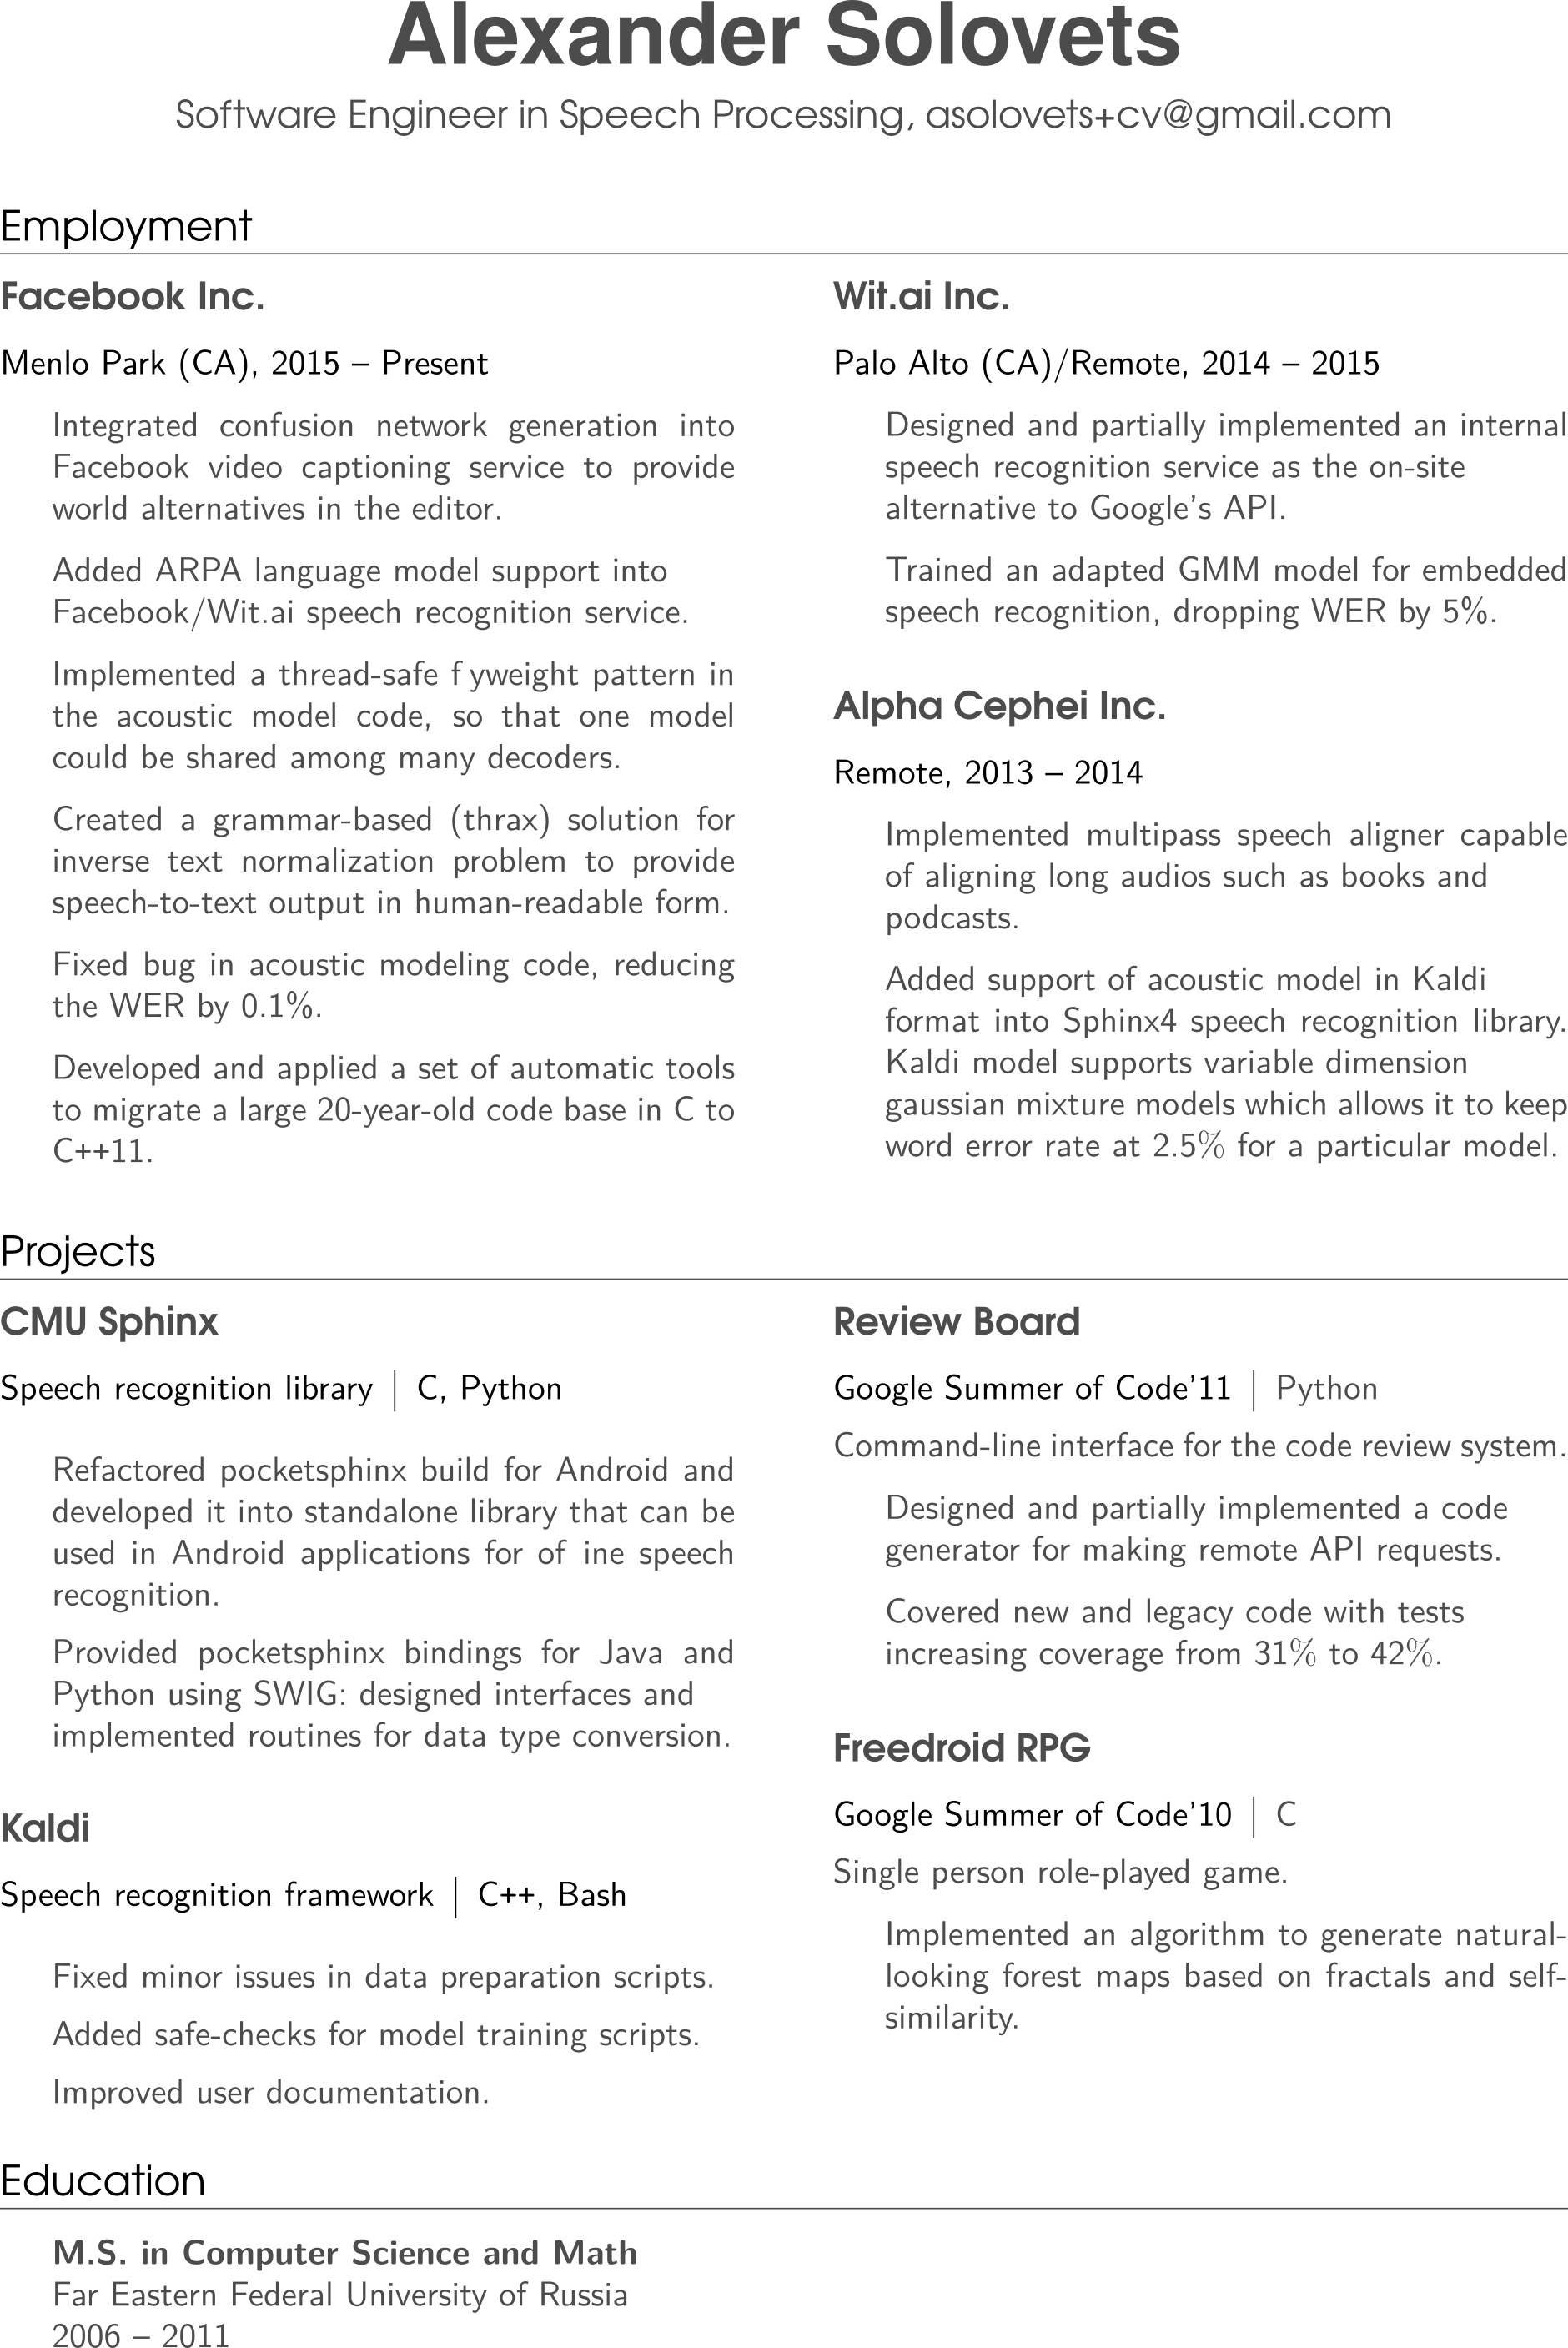 Alexander Solovets
Software Engineer in Speech Processing, asolovets+cv@gmail.com
Employment
Facebook Inc.
Menlo Park (CA), 2015 – Present
Integrated confusion network generation into
Facebook video captioning service to provide
world alternatives in the editor.
Added ARPA language model support into
Facebook/Wit.ai speech recognition service.
Implemented a thread-safe f yweight pattern in
the acoustic model code, so that one model
could be shared among many decoders.
Created a grammar-based (thrax) solution for
inverse text normalization problem to provide
speech-to-text output in human-readable form.
Fixed bug in acoustic modeling code, reducing
the WER by 0.1%.
Developed and applied a set of automatic tools
to migrate a large 20-year-old code base in C to
C++11.
Wit.ai Inc.
Palo Alto (CA)/Remote, 2014 – 2015
Designed and partially implemented an internal
speech recognition service as the on-site
alternative to Google's API.
Trained an adapted GMM model for embedded
speech recognition, dropping WER by 5%.
Alpha Cephei Inc.
Remote, 2013 – 2014
Implemented multipass speech aligner capable
of aligning long audios such as books and
podcasts.
Added support of acoustic model in Kaldi
format into Sphinx4 speech recognition library.
Kaldi model supports variable dimension
gaussian mixture models which allows it to keep
word error rate at 2.5% for a particular model.
Projects
CMU Sphinx
Speech recognition library | C, Python
Refactored pocketsphinx build for Android and
developed it into standalone library that can be
used in Android applications for of ine speech
recognition.
Provided pocketsphinx bindings for Java and
Python using SWIG: designed interfaces and
implemented routines for data type conversion.
Kaldi
Speech recognition framework | C++, Bash
Fixed minor issues in data preparation scripts.
Added safe-checks for model training scripts.
Improved user documentation.
Review Board
Google Summer of Code'11 | Python
Command-line interface for the code review system.
Designed and partially implemented a code
generator for making remote API requests.
Covered new and legacy code with tests
increasing coverage from 31% to 42%.
Freedroid RPG
Google Summer of Code'10 | C
Single person role-played game.
Implemented an algorithm to generate natural-
looking forest maps based on fractals and self-
similarity.
Education
M.S. in Computer Science and Math
Far Eastern Federal University of Russia
2006 – 2011